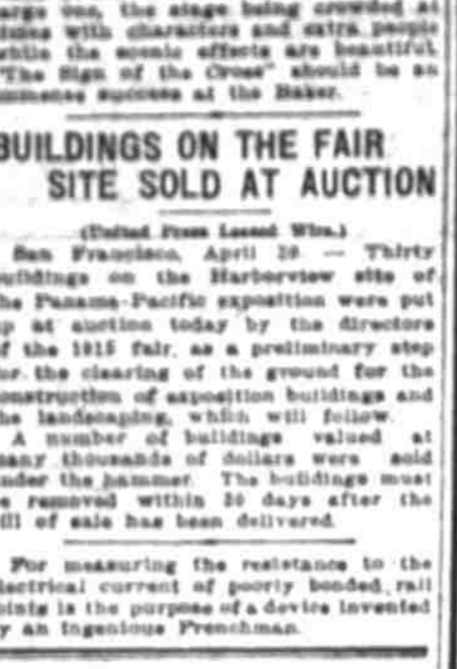 arge one, the stage being crowded at
times with characters and extra people
while the scenic effects are beautiful.
"The Sign of the Cross" should be an
immense success at the Baker.
BUILDINGS ON THE FAIR
SITE SOLD AT AUCTION
(United Press Leased Wire.)
San Francisco, April — Thirty
buildings on the Harborview site of
the Panama-Pacific exposition were put
up at auction today by the directors
of the 1915 fair, as a preliminary step
for the clearing of the ground for the
construction of exposition buildings and
the landscaping, which will follow.
A number of buildings valued at
many thousands of dollars were sold
under the hammer. The buildings must
be removed within days after the
bill of sale has been delivered.
For measuring the resistance to the
electrical current of poorly bonded rail
joints is the purpose of a device invented
by an ingenious Frenchman.